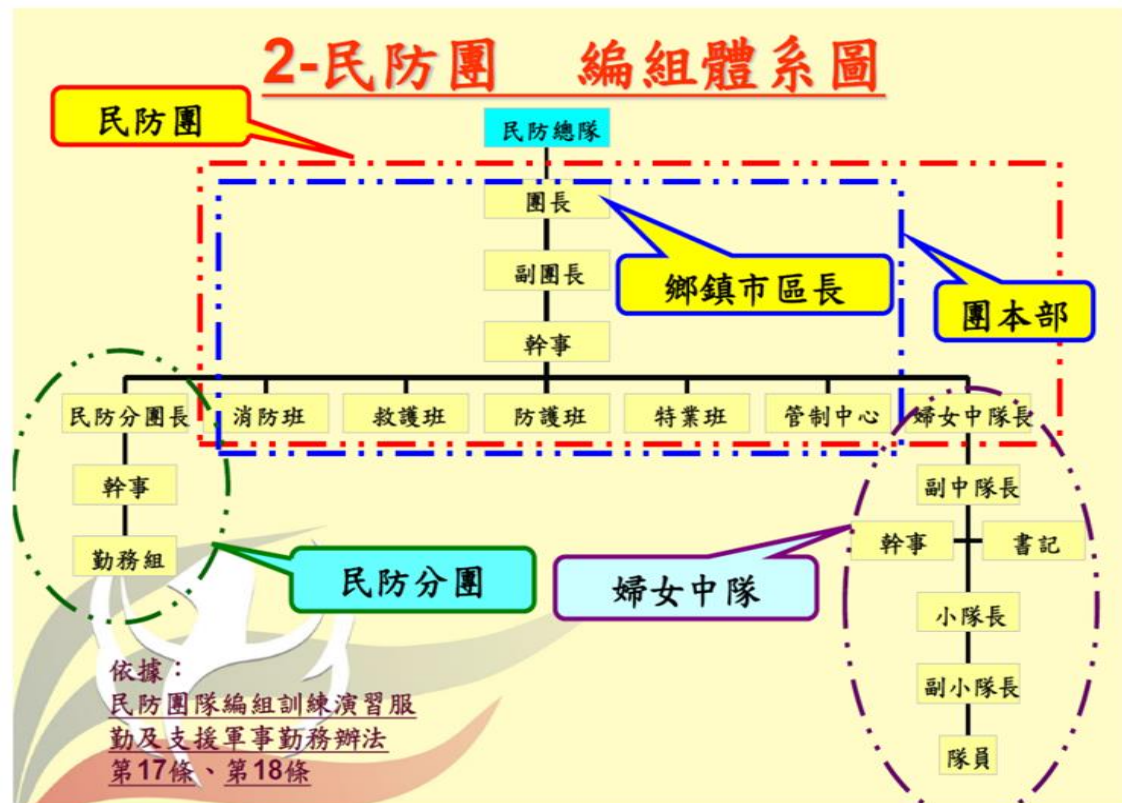 2-民防團 編組體系圖
民防團
民防總隊
團長
鄉鎮市區長
副團長
團本部
幹事
民防分團長
消防班
救護班
防護班
特業班
管制中心
婦女中隊長
幹事
勤務組
民防分團
副中隊長
幹事
書記
婦女中隊
小隊長
副小隊長
隊員
依據：
民防團隊編組訓練演習服
勤及支援軍事勤務辦法
第17條、第18條